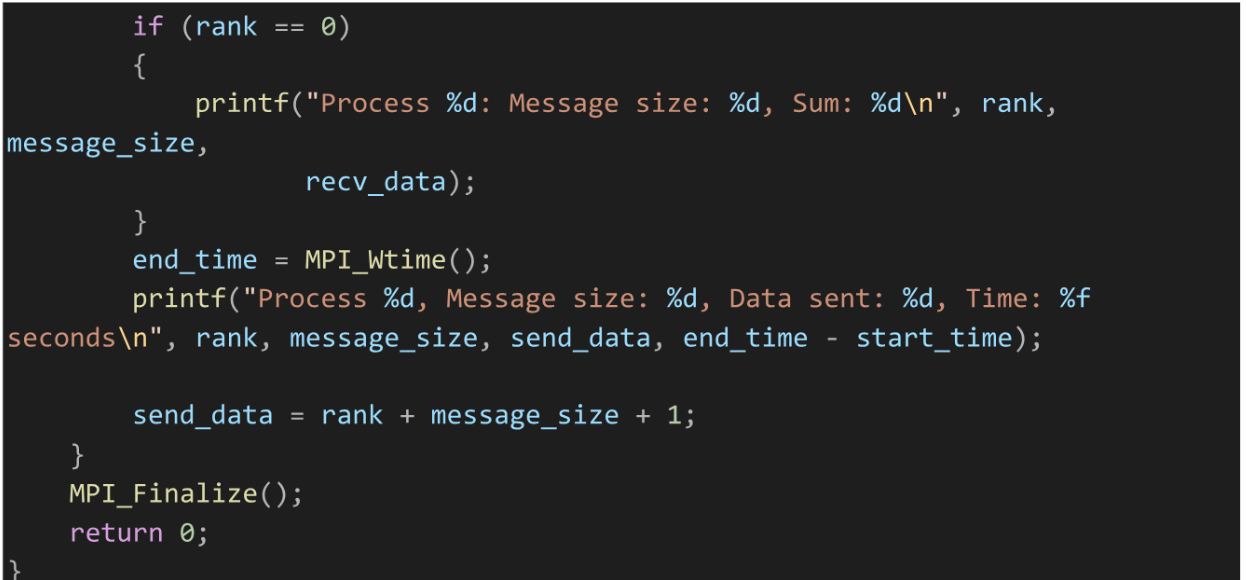 if (rank == 0)
{
printf("Process %d: Message size: %d, Sum: %d\n", rank,
message_size,
recv_data);
}
end_time = MPI_Wtime();
printf("Process %d, Message size: %d, Data sent: %d, Time: %f
seconds\n", rank, message_size, send_data, end_time - start_time);
send_data = rank + message_size + 1;
}
MPI_Finalize();
return 0;
}